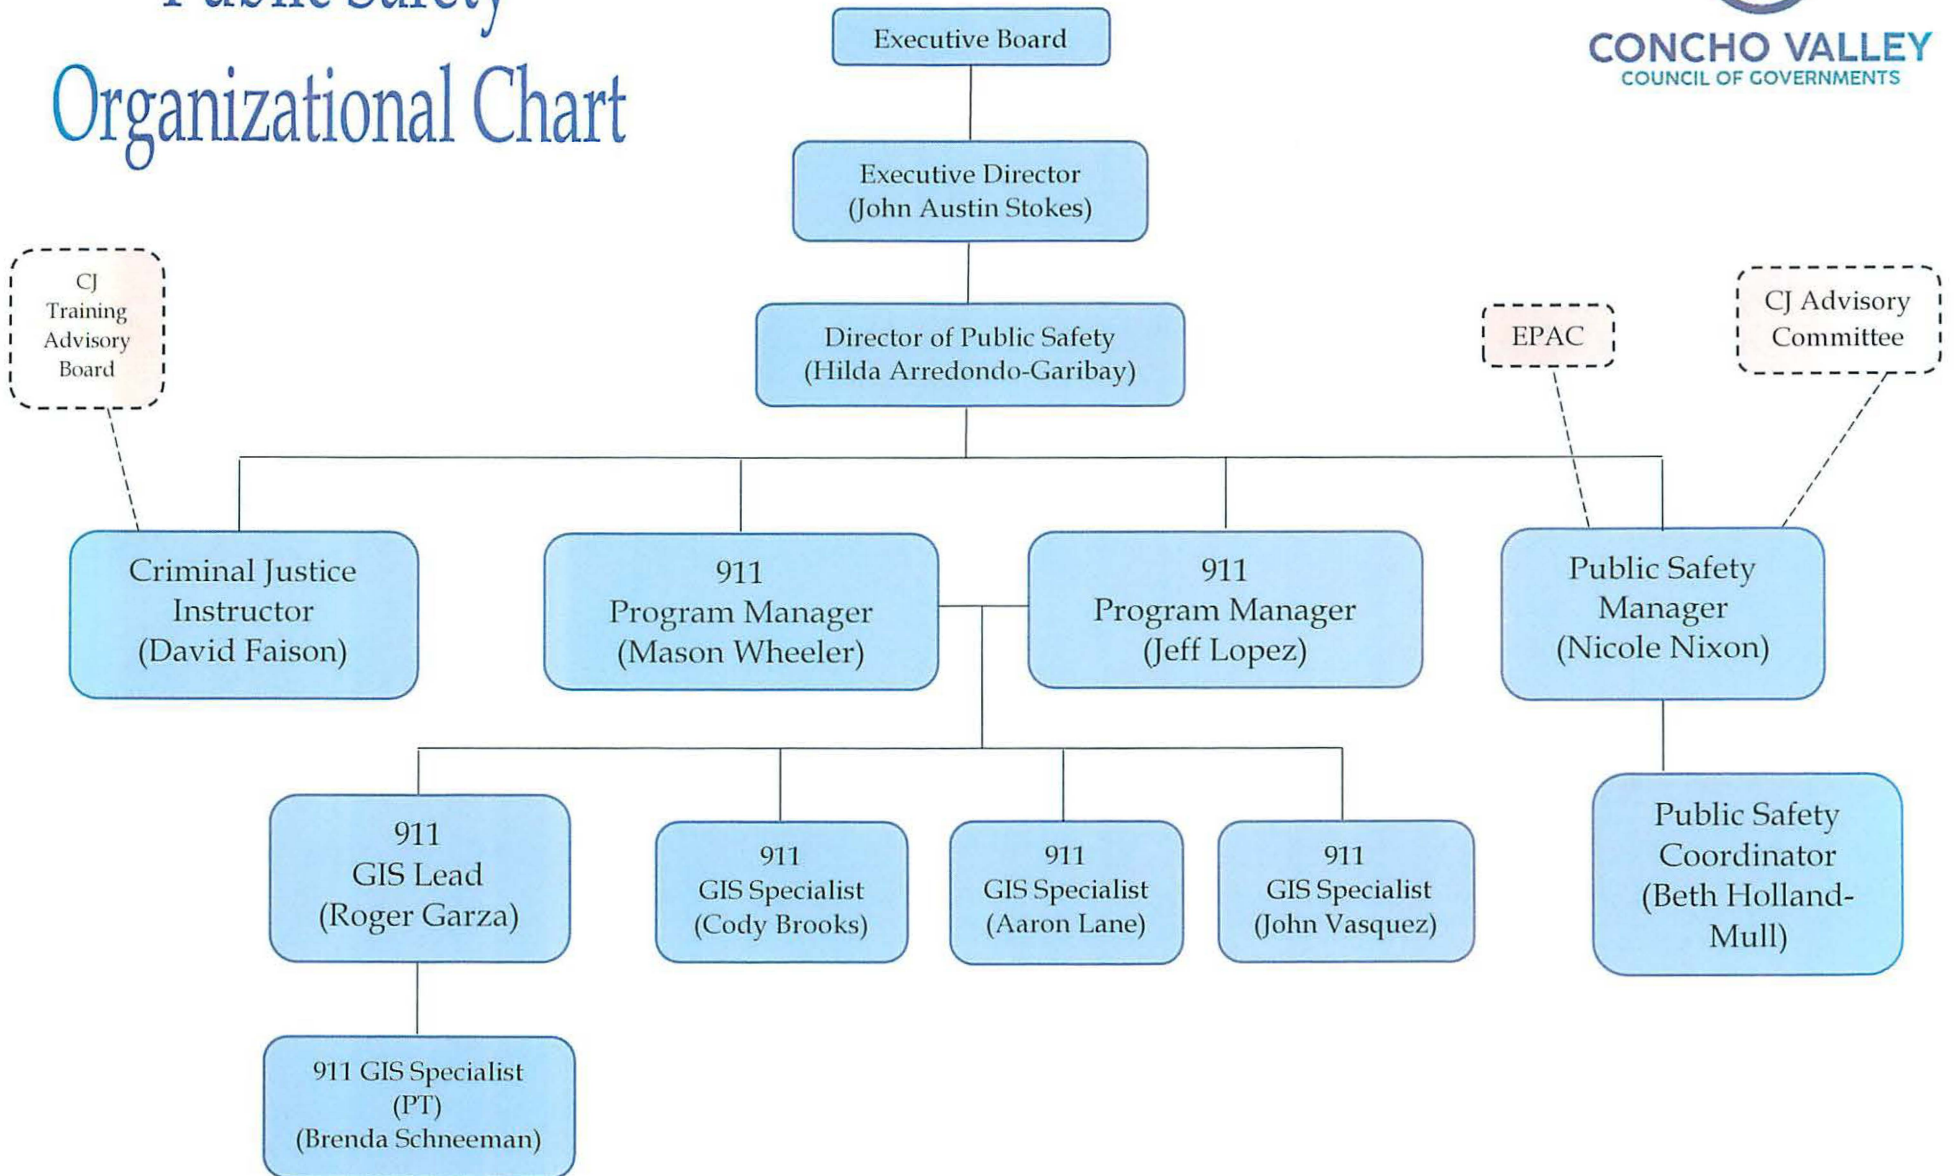 Public Safety
Organizational Chart
CONCHO VALLEY
COUNCIL OF GOVERNMENTS
Executive Board
Executive Director
(John Austin Stokes)
Director of Public Safety
(Hilda Arredondo-Garibay)
CJ
Training
Advisory
Board
EPAC
CJ Advisory
Committee
Criminal Justice
Instructor
(David Faison)
911
Program Manager
(Mason Wheeler)
911
Program Manager
(Jeff Lopez)
Public Safety
Manager
(Nicole Nixon)
911
GIS Lead
(Roger Garza)
911
GIS Specialist
(Cody Brooks)
911
GIS Specialist
(Aaron Lane)
911
GIS Specialist
(John Vasquez)
Public Safety
Coordinator
(Beth Holland-
Mull)
911 GIS Specialist
(PT)
(Brenda Schneeman)